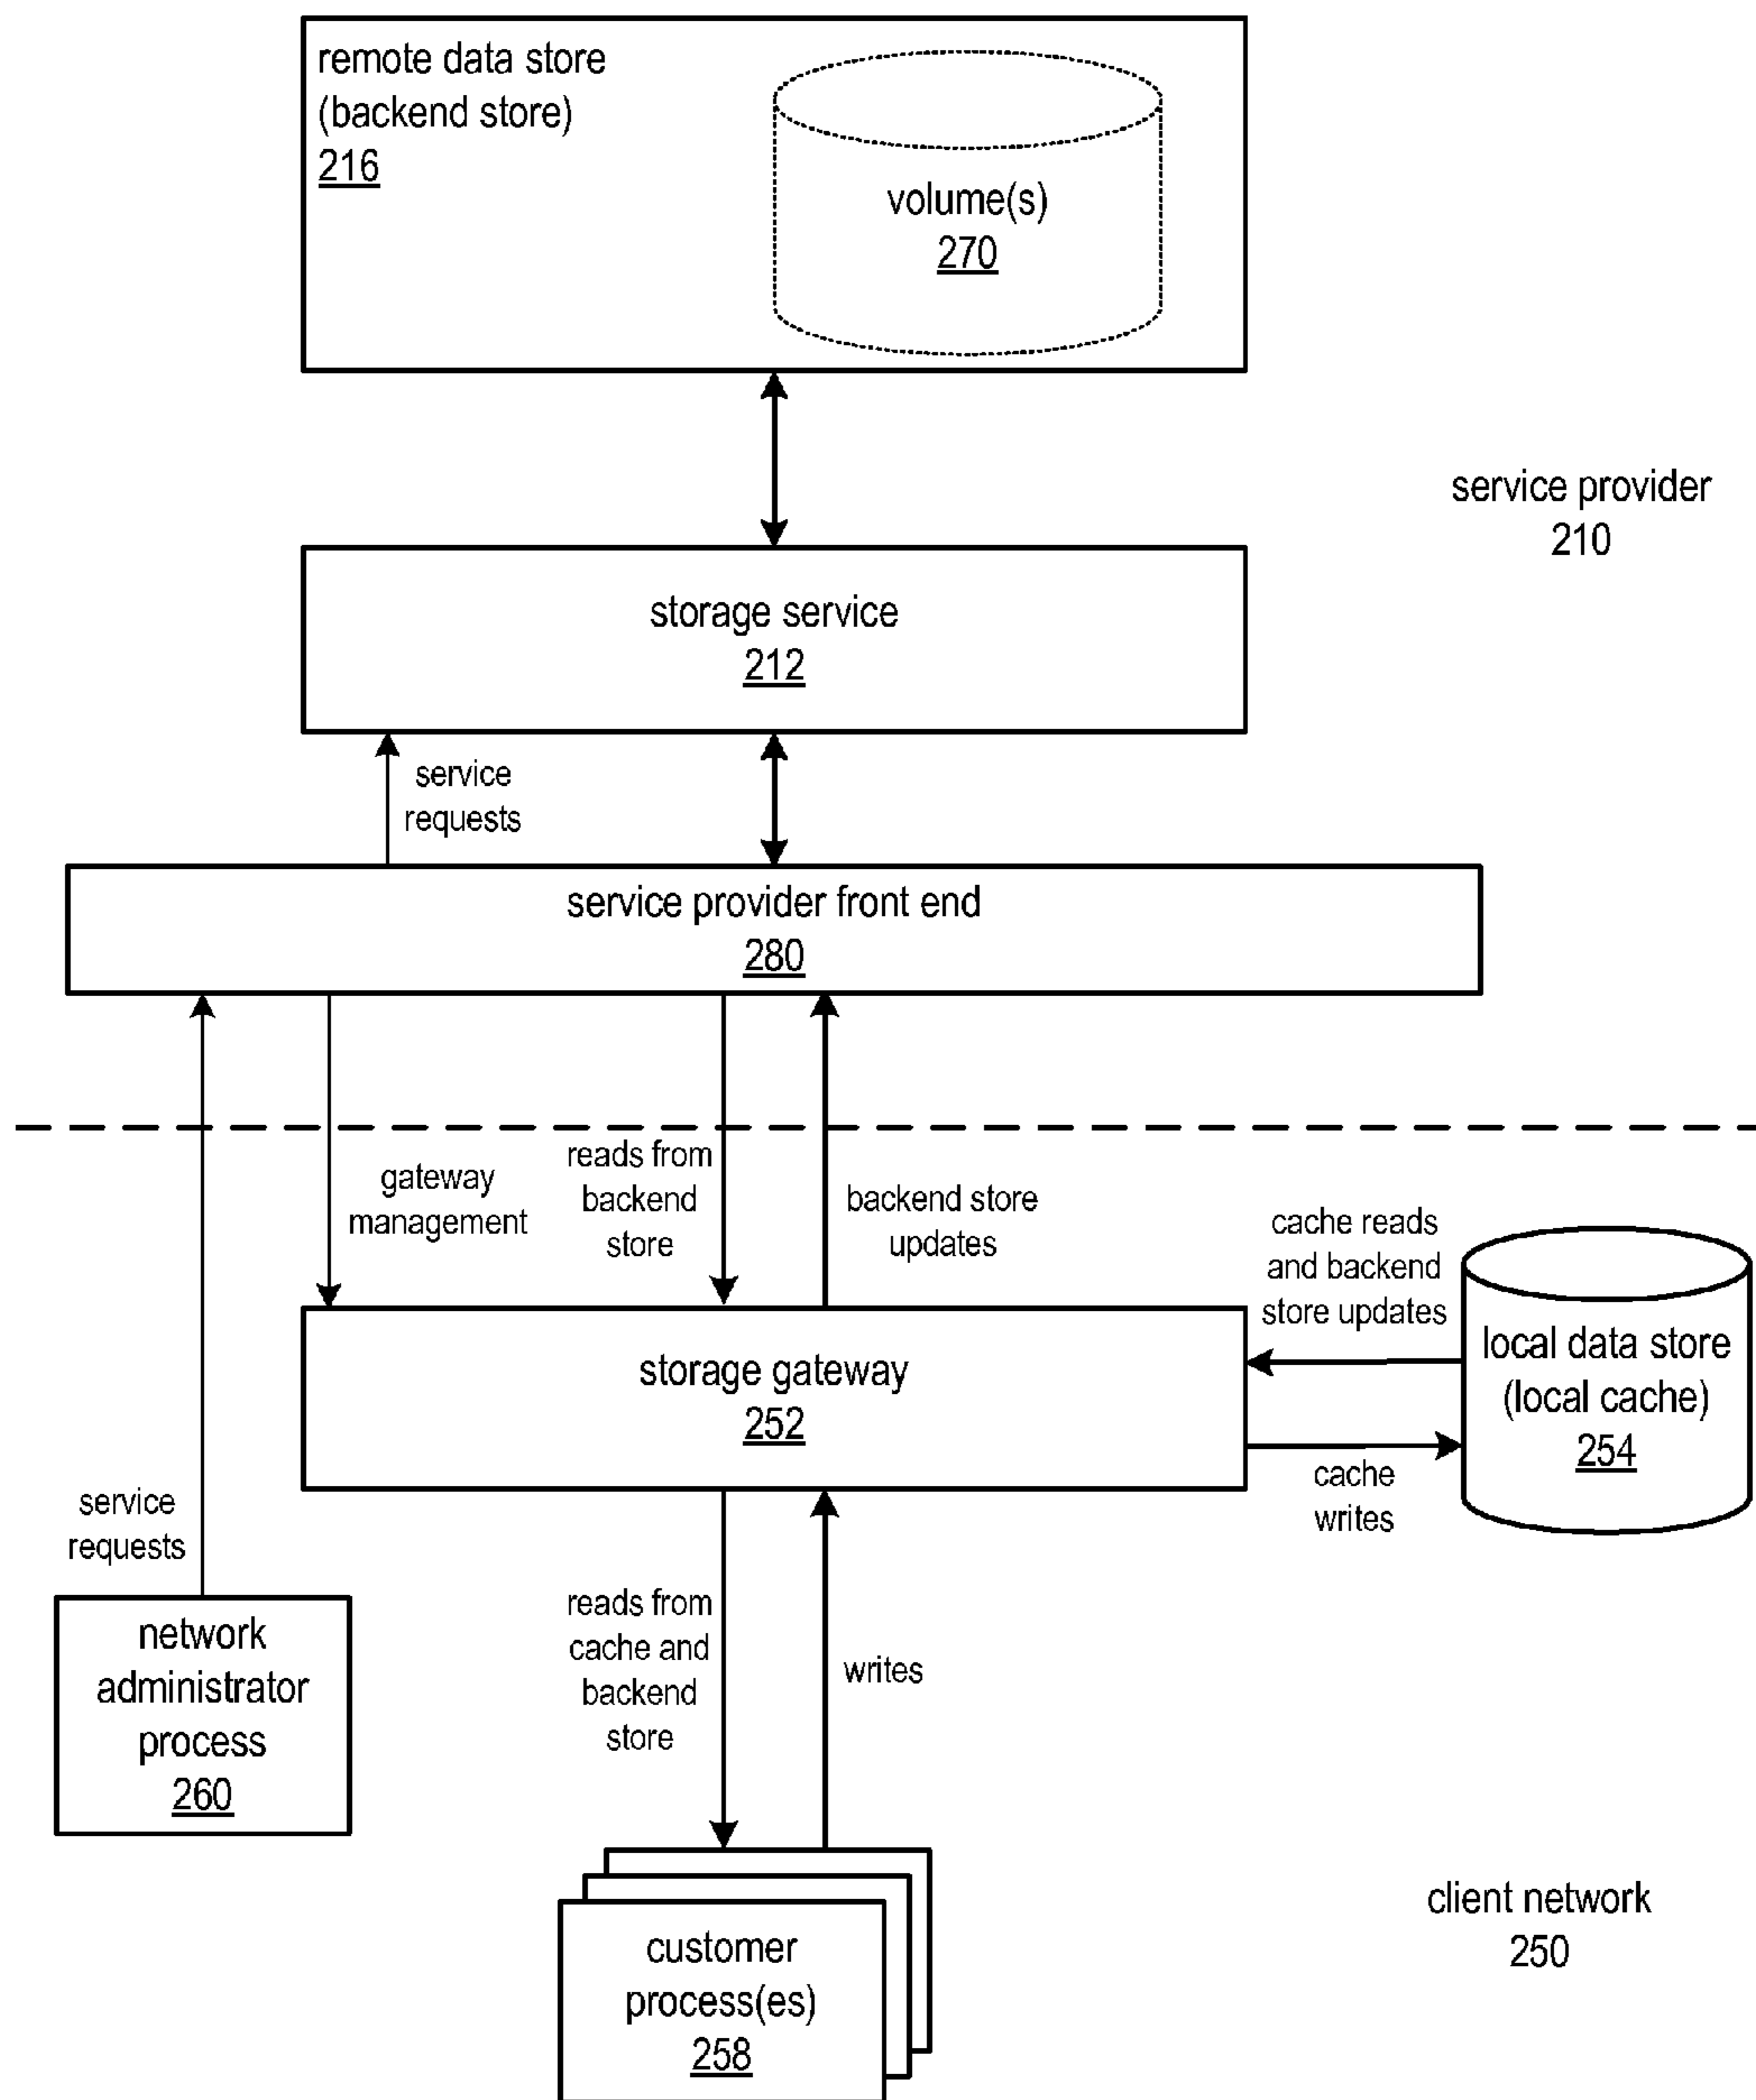 remote data store
(backend store)
216
volume(s)
270
service provider
210
storage service
212
service
requests
service provider front end
280
gateway
management
reads from
backend
store
backend store
updates
cache reads
and backend
store updates
local data store
(local cache)
254
storage gateway
252
cache
writes
service
requests
network
administrator
process
260
reads from
cache and
backend
store
writes
customer
process(es)
258
client network
250